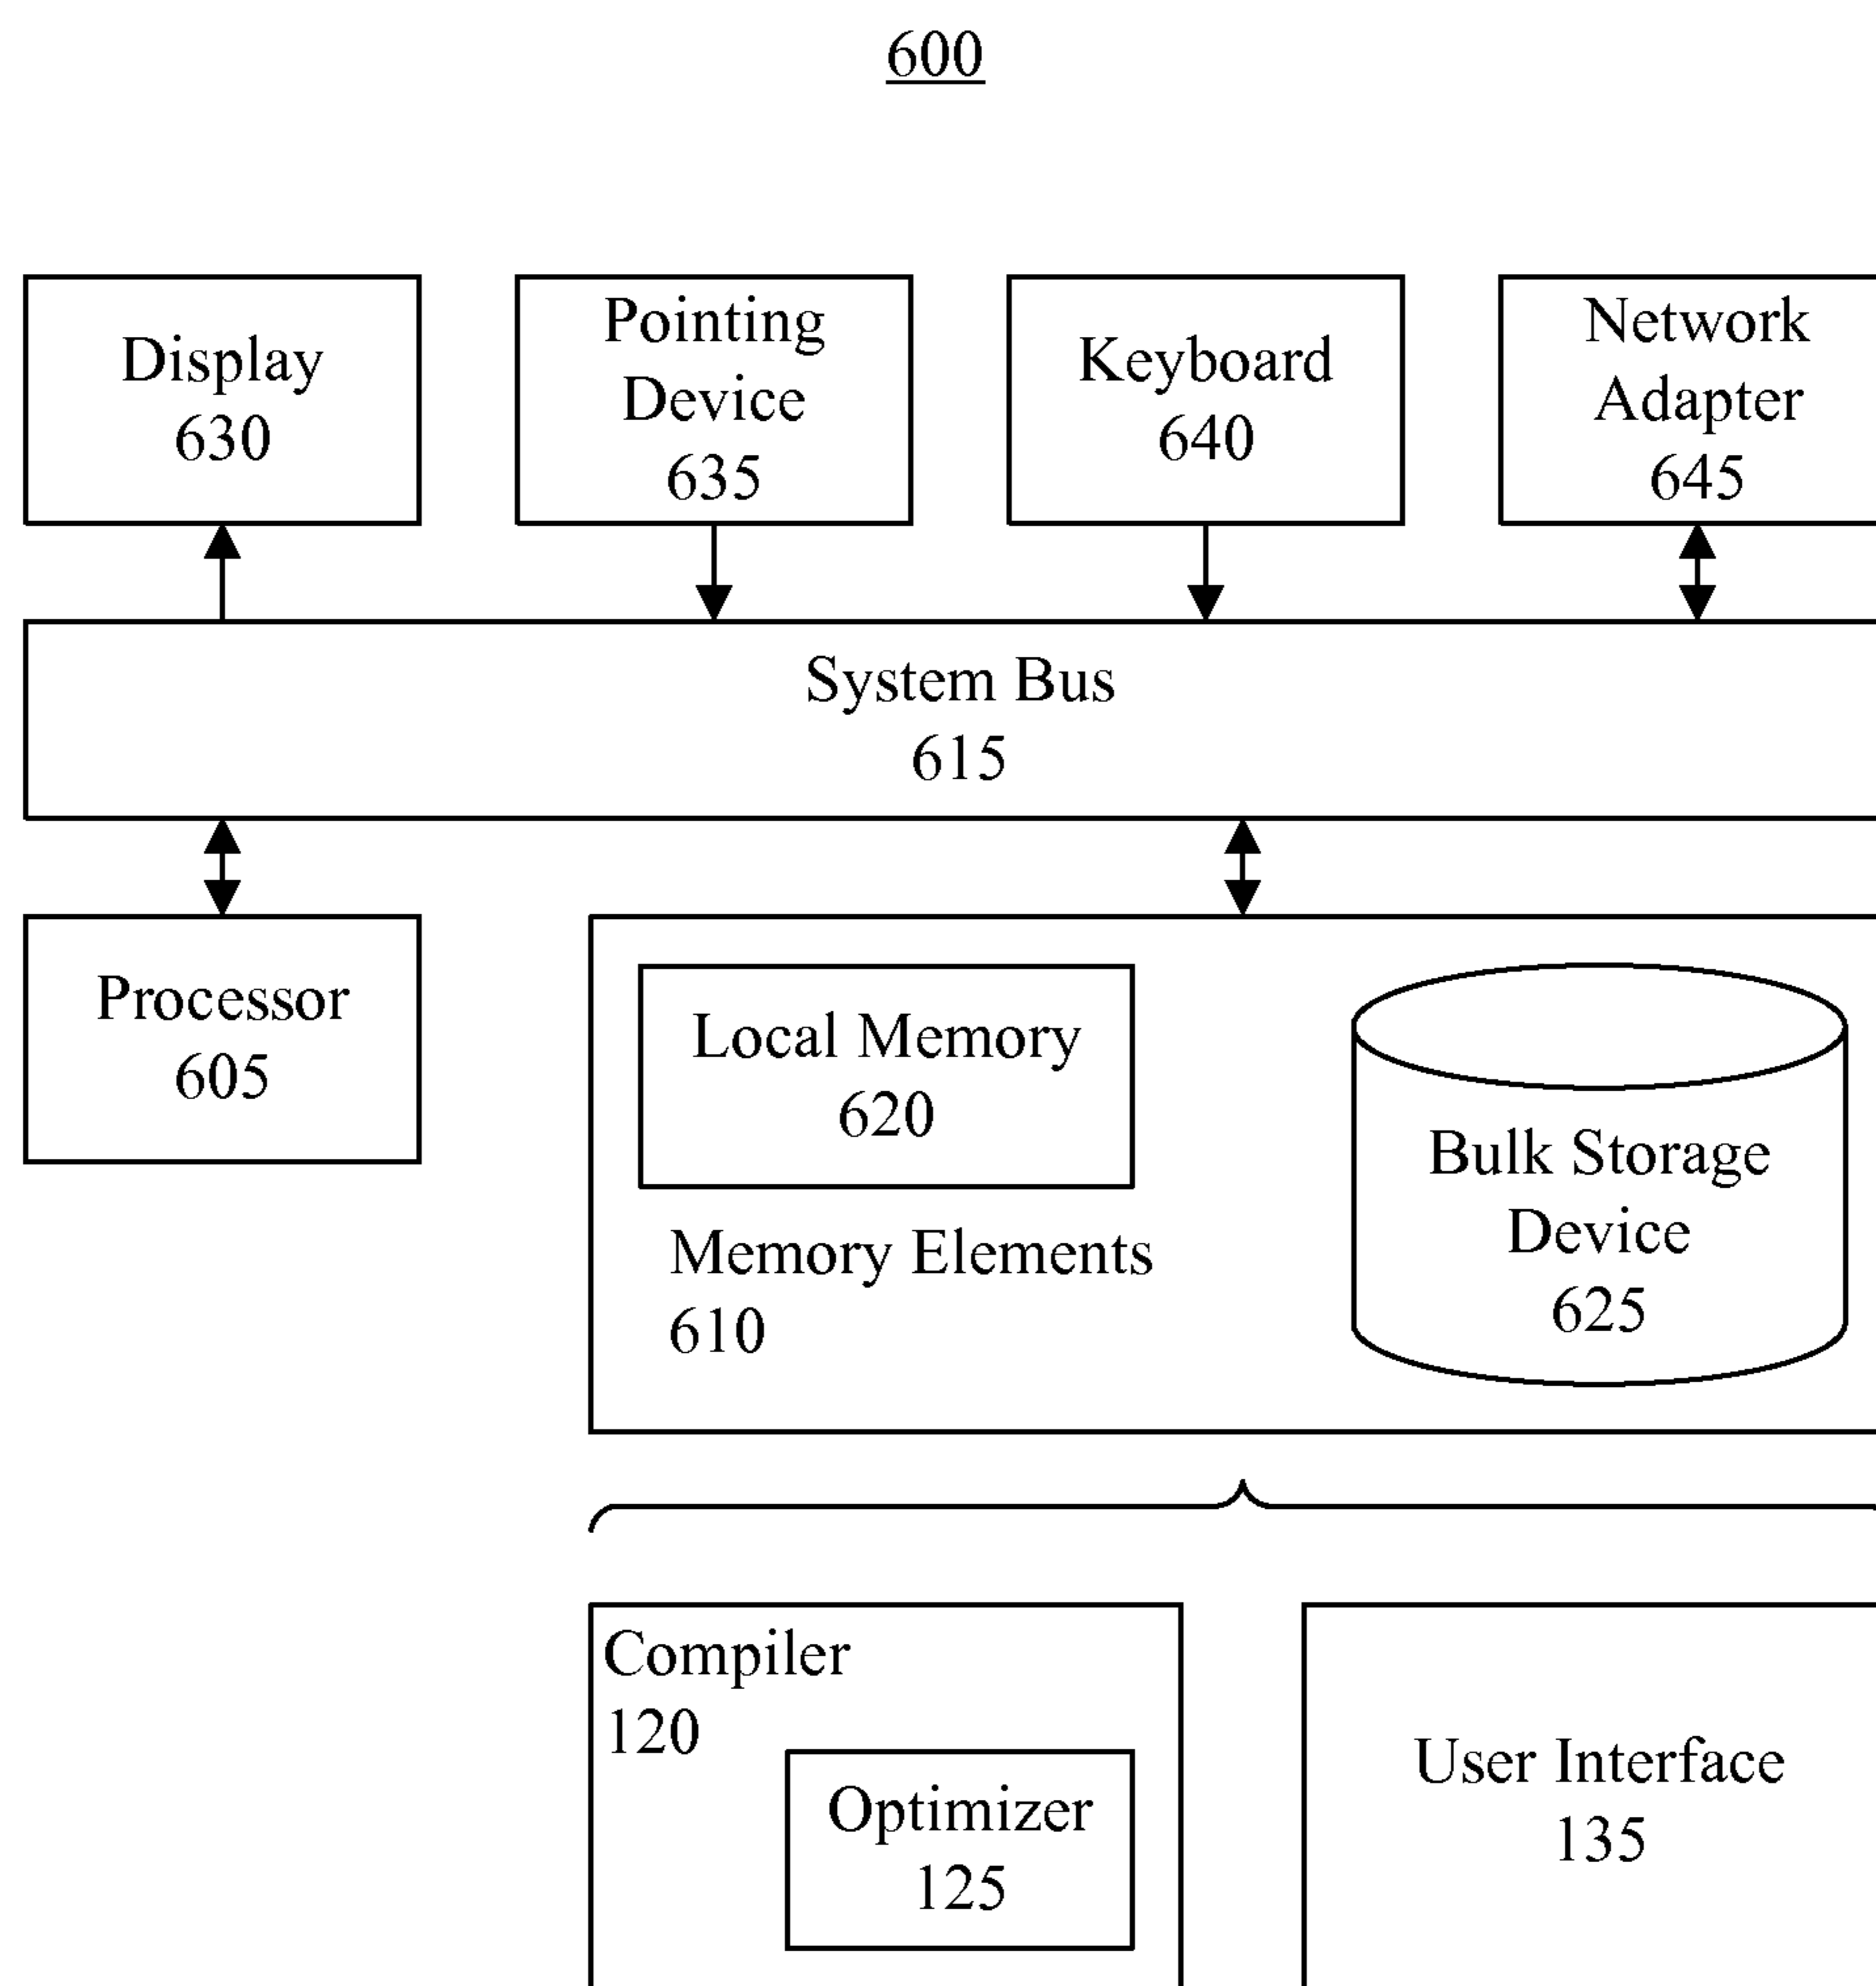 600
Display
630
Pointing
Device
635
Keyboard
640
Network
Adapter
645
System Bus
615
Processor
605
Local Memory
620
Memory Elements
610
Bulk Storage
Device
625
Compiler
120
Optimizer
125
User Interface
135